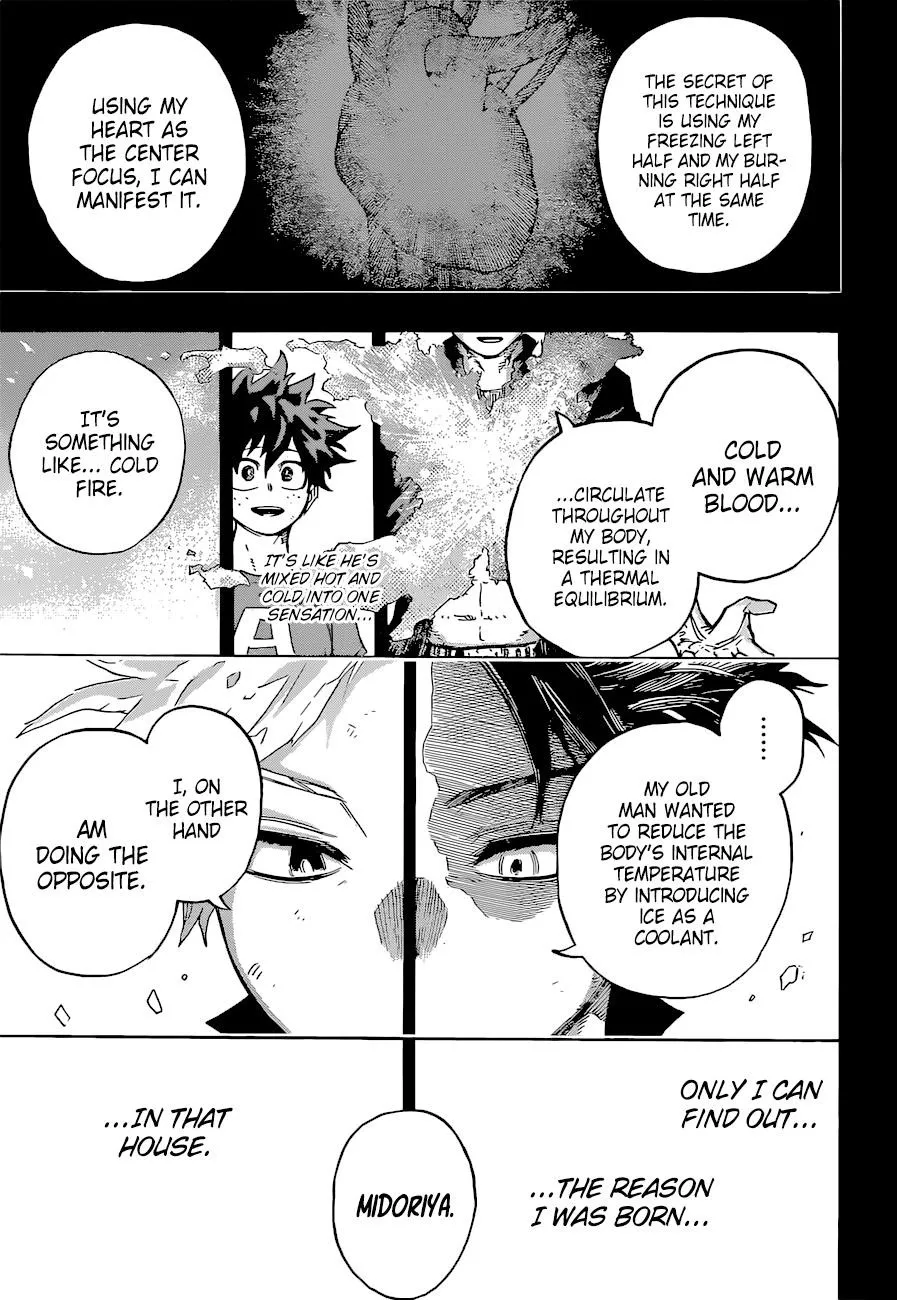 THE SECRET OF
THIS TECHNIQUE
IS USING MY
FREEZING LEFT
HALF AND MY BUR-
NING RIGHT HALF
AT THE SAME
TIME.
USING MY
HEART AS
THE CENTER
FOCUS, I CAN
MANIFEST IT.
COLD
AND WARM
BLOOD...
...CIRCULATE
THROUGHOUT
MY BODY,
RESULTING IN
A THERMAL
EQUILIBRIUM.
IT'S LIKE HE'S
MIXED HOT AND
COLD INTO ONE
SENSATION...
IT'S
SOMETHING
LIKE... COLD
FIRE.
......
MY OLD
MAN WANTED
TO REDUCE THE
BODY'S INTERNAL
TEMPERATURE
BY INTRODUCING
ICE AS A
COOLANT.
I, ON
THE OTHER
HAND
AM
DOING THE
OPPOSITE.
ONLY I CAN
FIND OUT...
...THE REASON
I WAS BORN...
MIDORIYA.
...IN THAT
HOUSE.